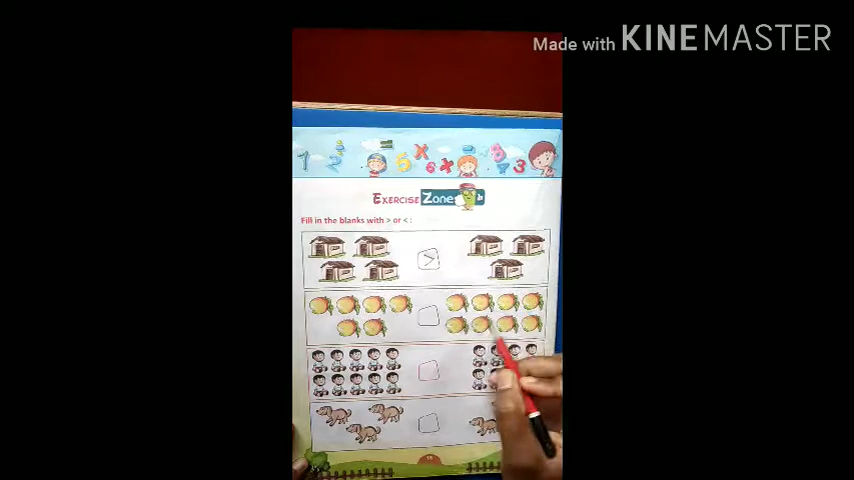 Made with KINEMASTER
EXERCISE Zone
Fill in the blanks with > or < :
>